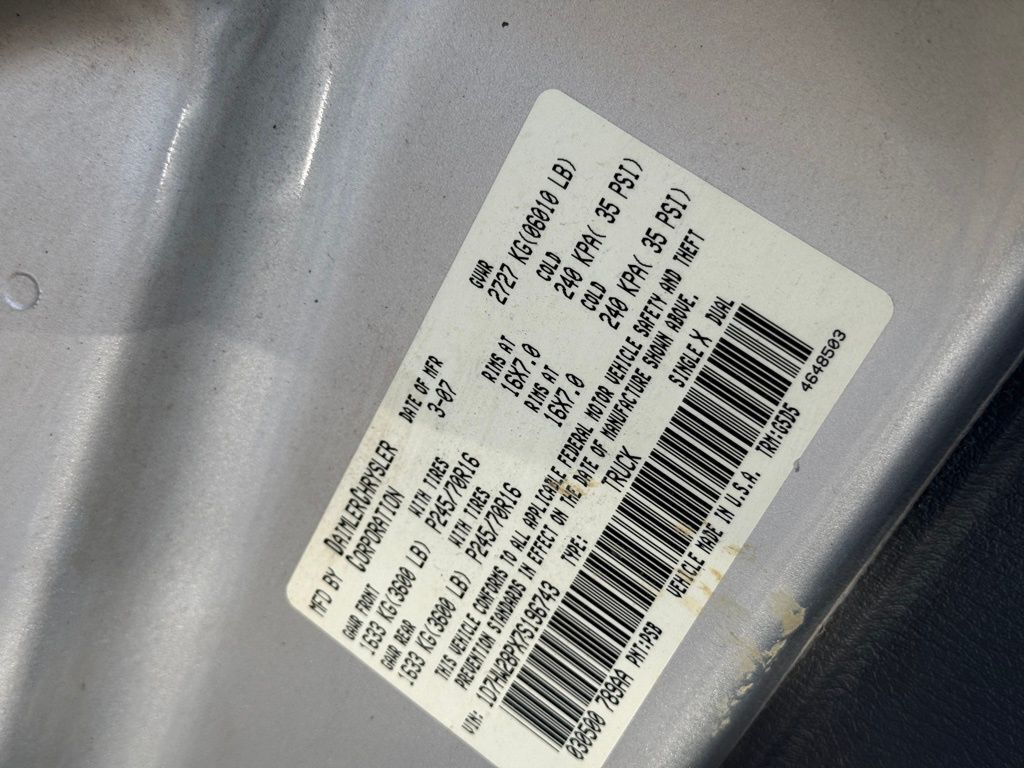 MFD BY DAIMLERCHRYSLER CORPORATION DATE OF MFR 3-07 GVWR 2727 KG(06010 LB)
GAWR FRONT WITH TIRES RIMS AT COLD
1633 KG(3600 LB) P245/70R16 16X7.0 240 KPA( 35 PSI)
GAWR REAR WITH TIRES RIMS AT COLD
1633 KG(3600 LB) P245/70R16 16X7.0 240 KPA( 35 PSI)
THIS VEHICLE CONFORMS TO ALL APPLICABLE FEDERAL MOTOR VEHICLE SAFETY AND THEFT
PREVENTION STANDARDS IN EFFECT ON THE DATE OF MANUFACTURE SHOWN ABOVE.
VIN: 1D7HW28PX7S196743 TYPE: TRUCK SINGLE X DUAL
030500 789AA PNT:PSB VEHICLE MADE IN U.S.A. TRM:G5D5 4648503